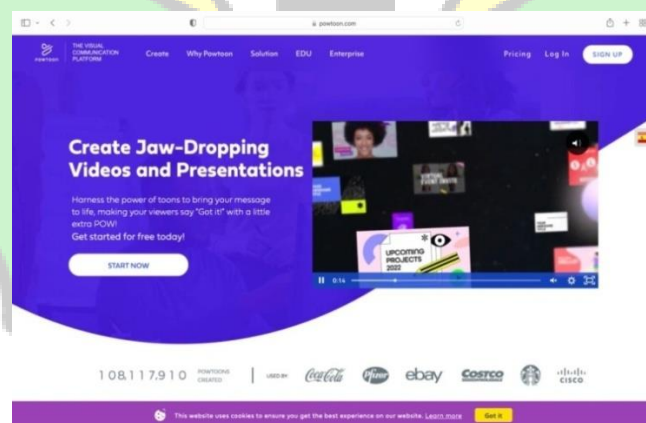 powtoon.com
POWTOON
THE VISUAL
COMMUNICATION
PLATFORM
Create
Why Powtoon
Solution
EDU
Enterprise
Pricing
Log In
SIGN UP
Create Jaw-Dropping
Videos and Presentations
Harness the power of toons to bring your message
to life, making your viewers say "Got it!" with a little
extra POW!
Get started for free today!
START NOW
VIRTUAL
EVENT INVITE
UPCOMING
PROJECTS
2022
0:14
108,117,910
POWTOONS
CREATED
USED BY
Coca-Cola
Pfizer
ebay
COSTCO
CISCO
This website uses cookies to ensure you get the best experience on our website. Learn more
Got it